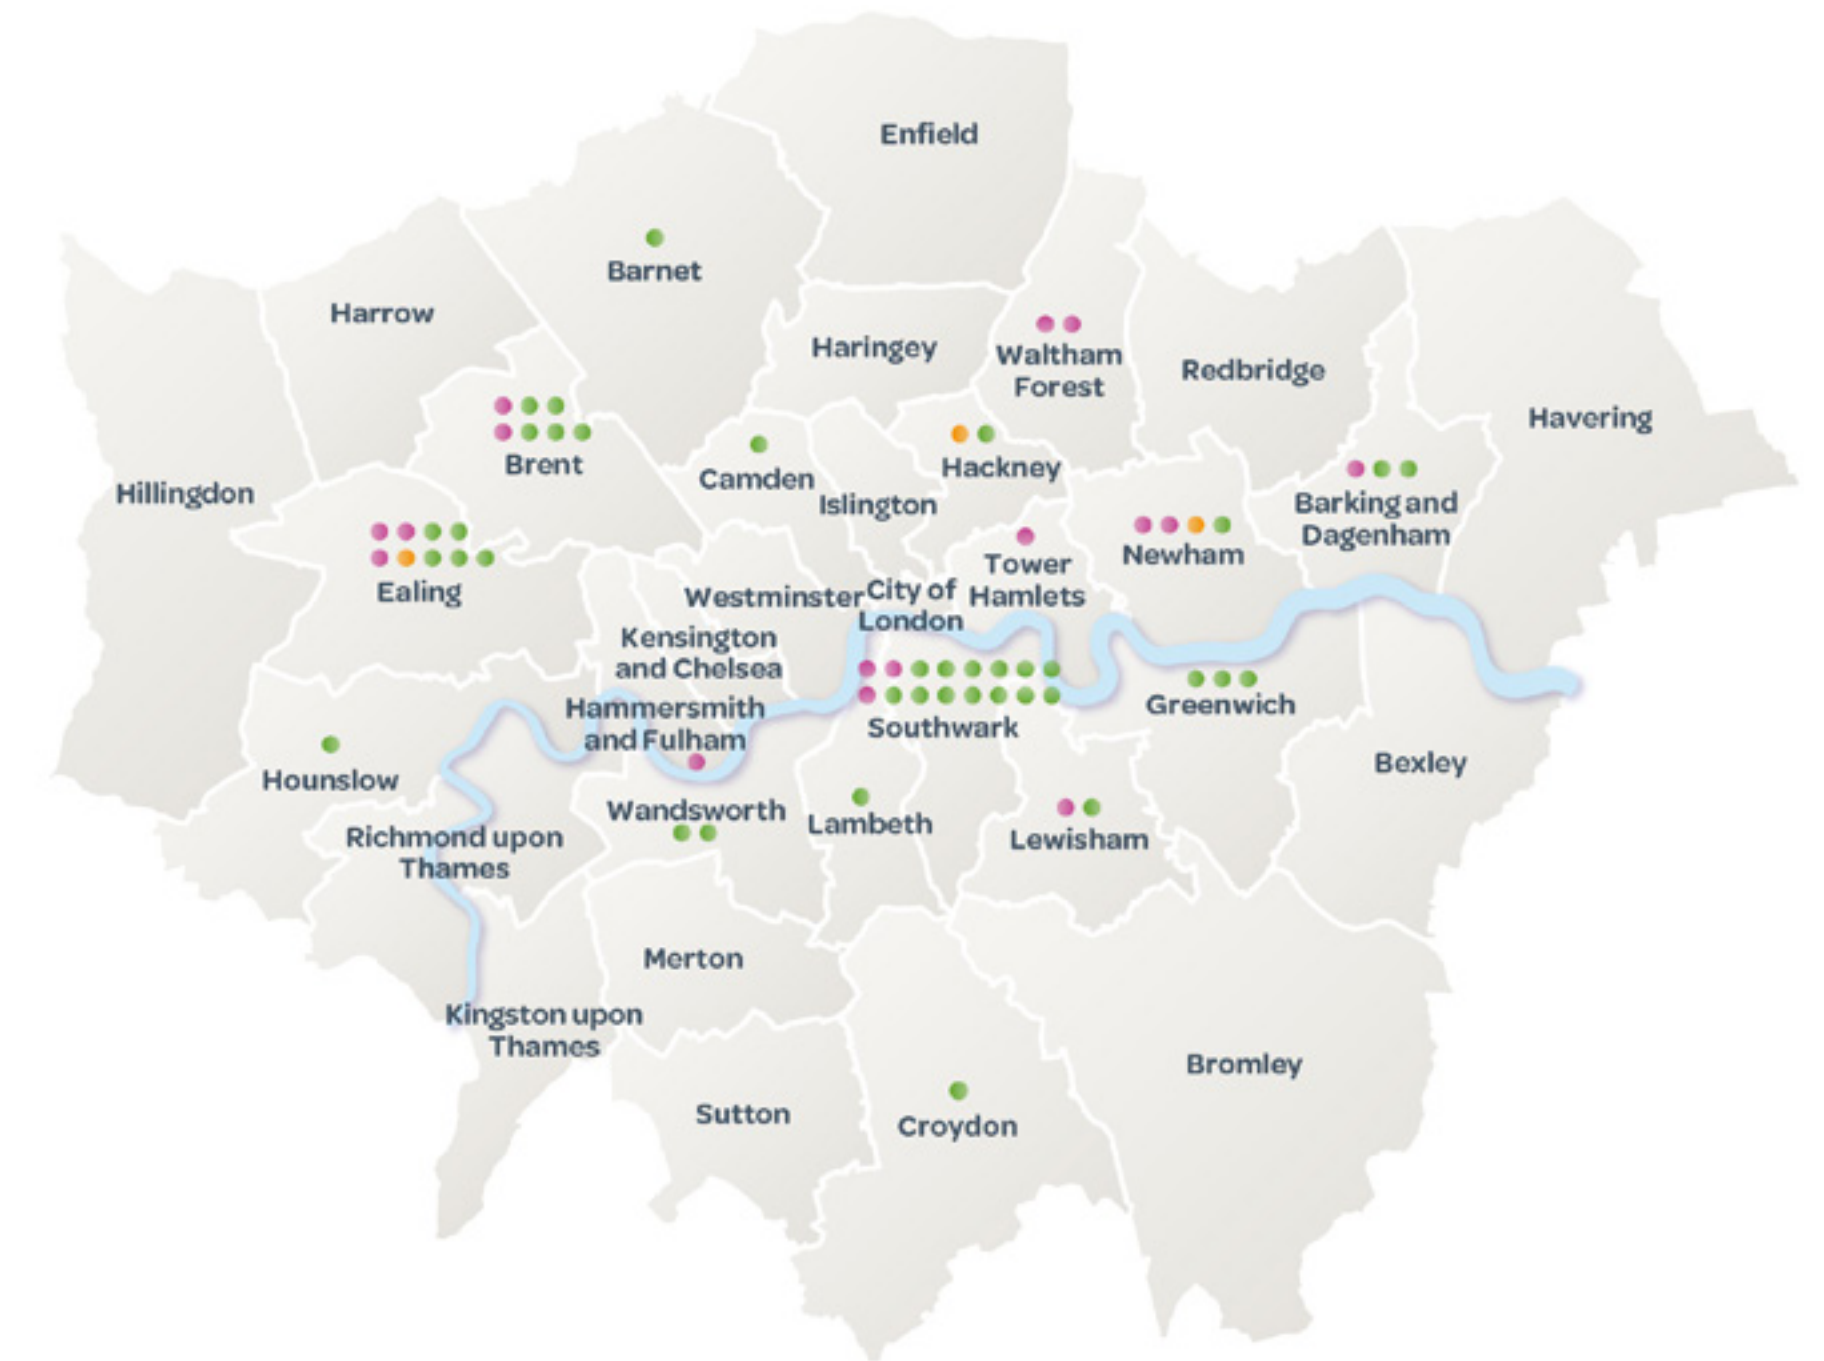 Enfield
Barnet
Harrow
Haringey
Waltham
Forest
Redbridge
Havering
Brent
Camden
Hackney
Hillingdon
Islington
Barking and
Dagenham
Ealing
Tower
Hamlets
Newham
Westminster
City of
London
Kensington
and Chelsea
Hammersmith
and Fulham
Southwark
Greenwich
Hounslow
Bexley
Wandsworth
Lambeth
Lewisham
Richmond upon
Thames
Merton
Kingston upon
Thames
Bromley
Sutton
Croydon